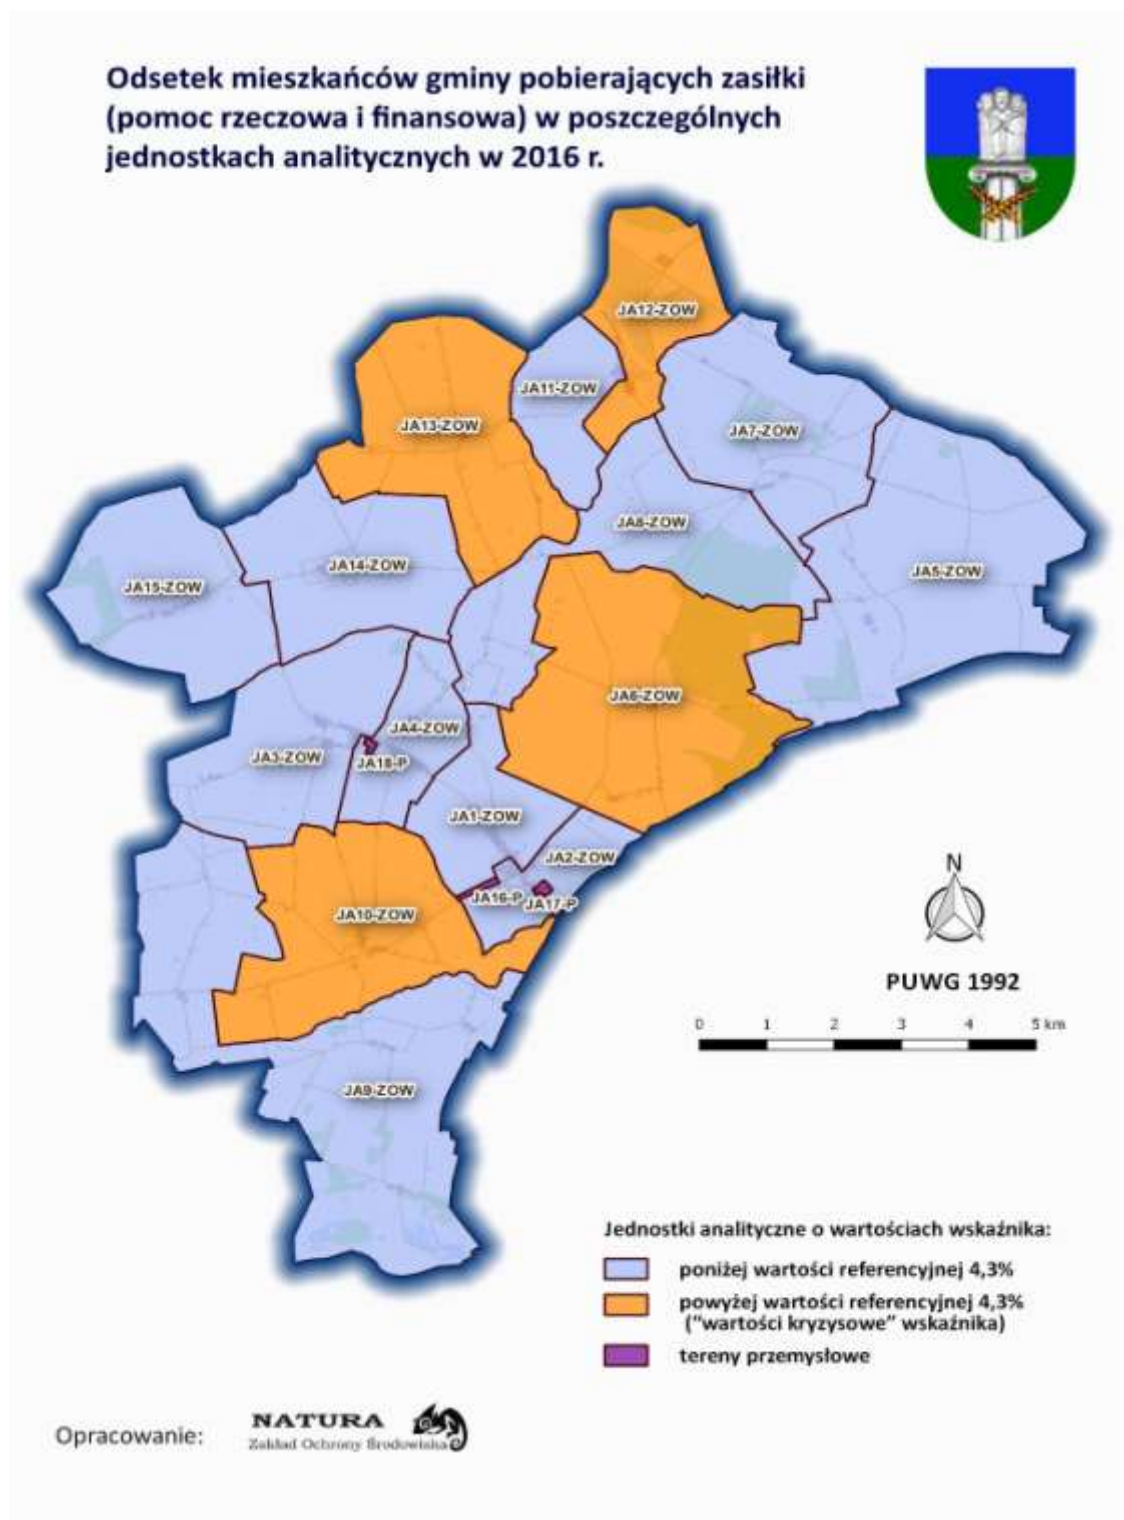 Odsetek mieszkańców gminy pobierających zasiłki
(pomoc rzeczowa i finansowa) w poszczególnych
jednostkach analitycznych w 2016 r.
JA12-ZOW
JA11-ZOW
JA13-ZOW
JA7-ZOW
JA8-ZOW
JA14-ZOW
JA5-ZOW
JA15-ZOW
JA6-ZOW
JA4-ZOW
JA3-ZOW
JA18-P
JA1-ZOW
JA2-ZOW
JA16-P
JA17-P
JA10-ZOW
JA9-ZOW
N
PUWG 1992
0 1 2 3 4 5 km
Jednostki analityczne o wartościach wskaźnika:
poniżej wartości referencyjnej 4,3%
powyżej wartości referencyjnej 4,3%
("wartości kryzysowe" wskaźnika)
tereny przemysłowe
Opracowanie:
NATURA
Zakład Ochrony Środowiska